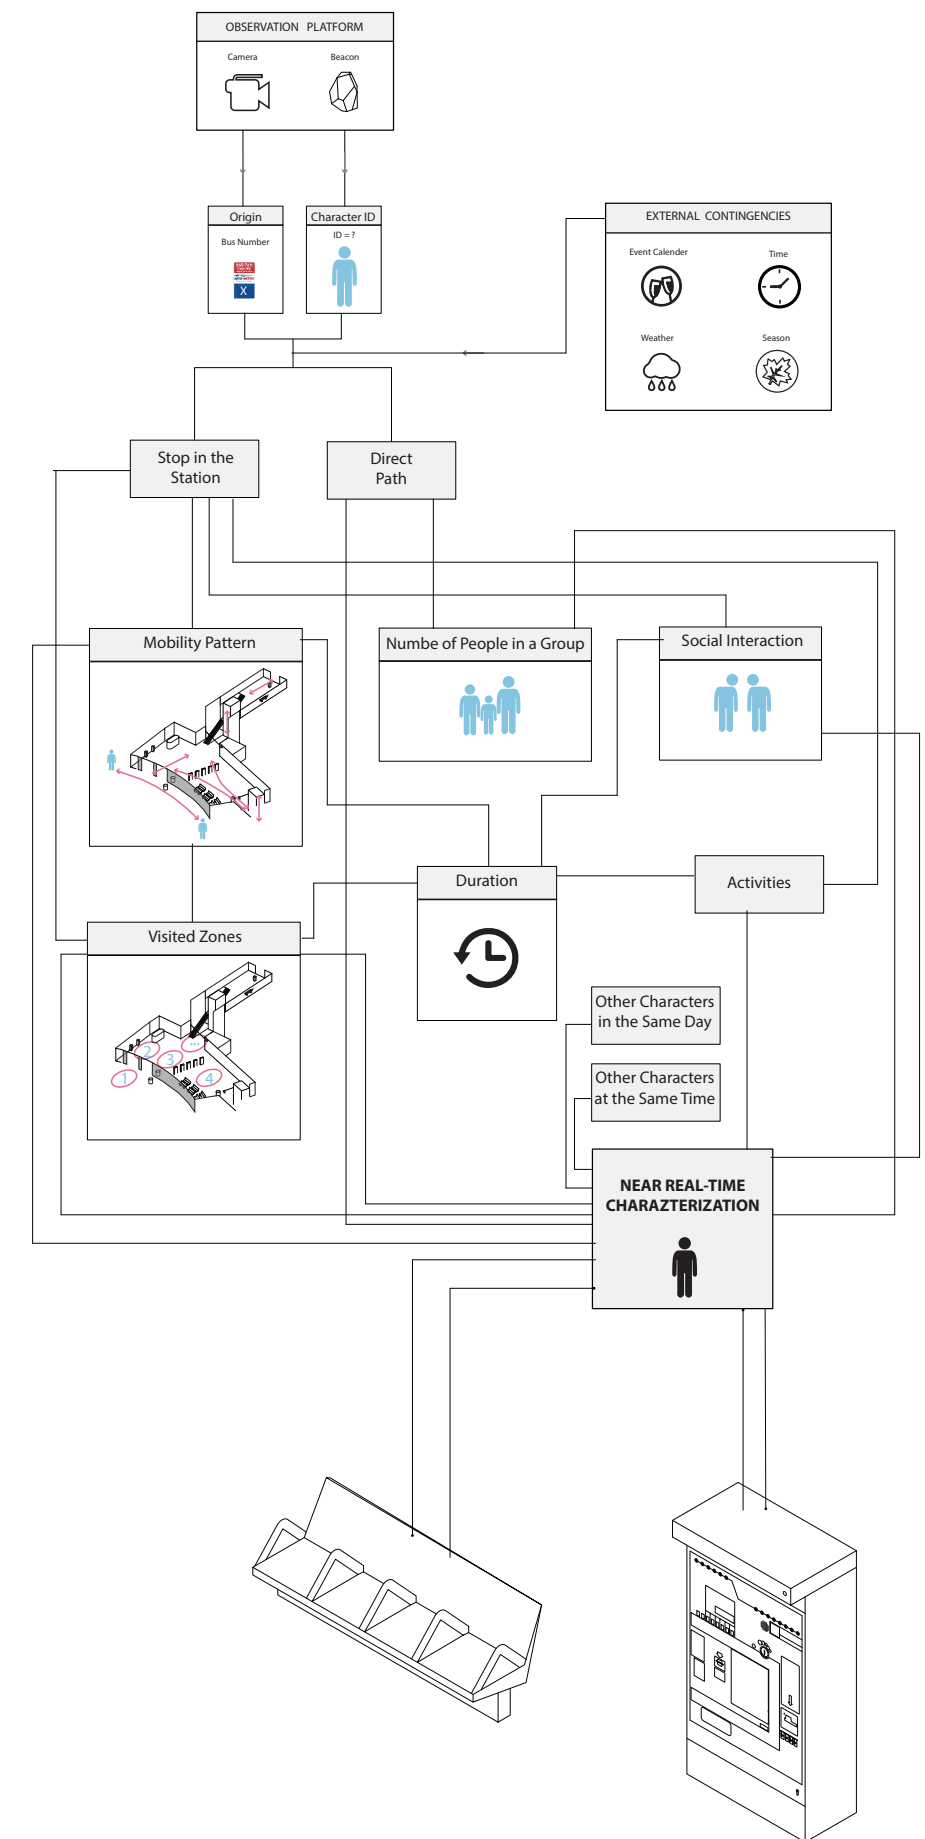 OBSERVATION PLATFORM
Camera
Beacon
Origin
Bus Number
X
Character ID
ID = ?
EXTERNAL CONTINGENCIES
Event Calender
Time
Weather
Season
Stop in the
Station
Direct
Path
Mobility Pattern
Numbe of People in a Group
Social Interaction
Duration
Activities
Visited Zones
1
2
3
...
4
Other Characters
in the Same Day
Other Characters
at the Same Time
NEAR REAL-TIME
CHARAZTERIZATION